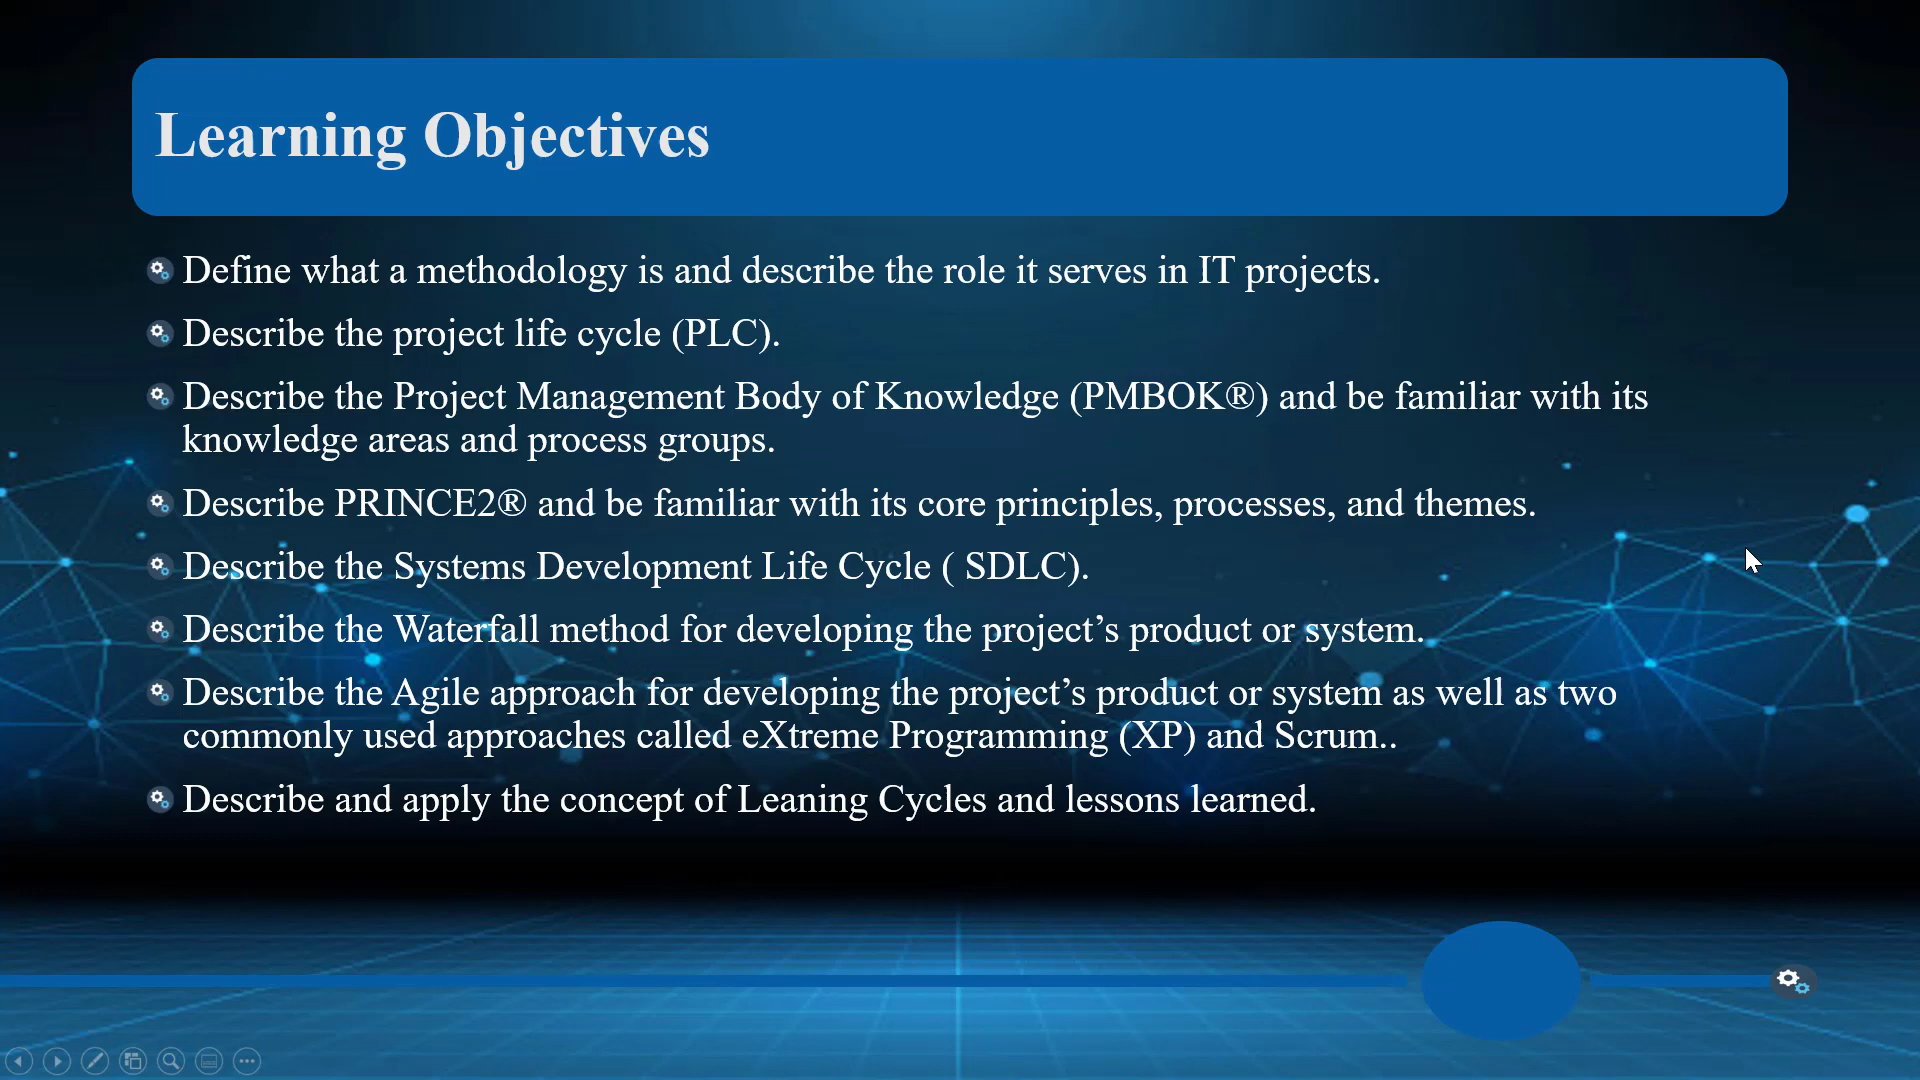 Learning Objectives
Define what a methodology is and describe the role it serves in IT projects.
Describe the project life cycle (PLC).
Describe the Project Management Body of Knowledge (PMBOK®) and be familiar with its
knowledge areas and process groups.
Describe PRINCE2® and be familiar with its core principles, processes, and themes.
Describe the Systems Development Life Cycle ( SDLC).
Describe the Waterfall method for developing the project’s product or system.
Describe the Agile approach for developing the project’s product or system as well as two
commonly used approaches called eXtreme Programming (XP) and Scrum..
Describe and apply the concept of Leaning Cycles and lessons learned.